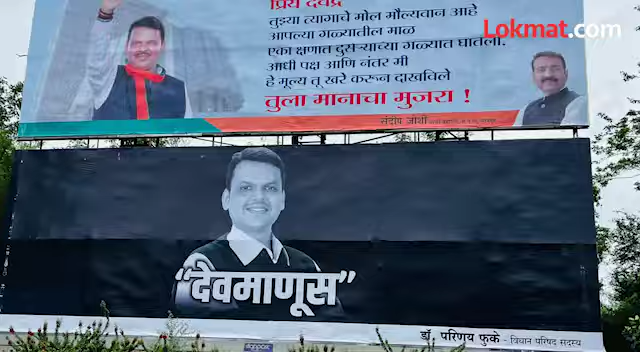 प्रिय देवेंद्र
तुझ्या त्यागाचे मोल मौल्यवान आहे
आपल्या गळ्यातील माळ
एका क्षणात दुसऱ्याच्या गळ्यात घातली.
आधी पक्ष आणि नंतर मी
हे मूल्य तू खरे करून दाखविले
तुला मानाचा मुजरा !
संदीप जोशी
Lokmat.com
"देवमाणूस"
डॉ. परिणय फुके - विधान परिषद सदस्य